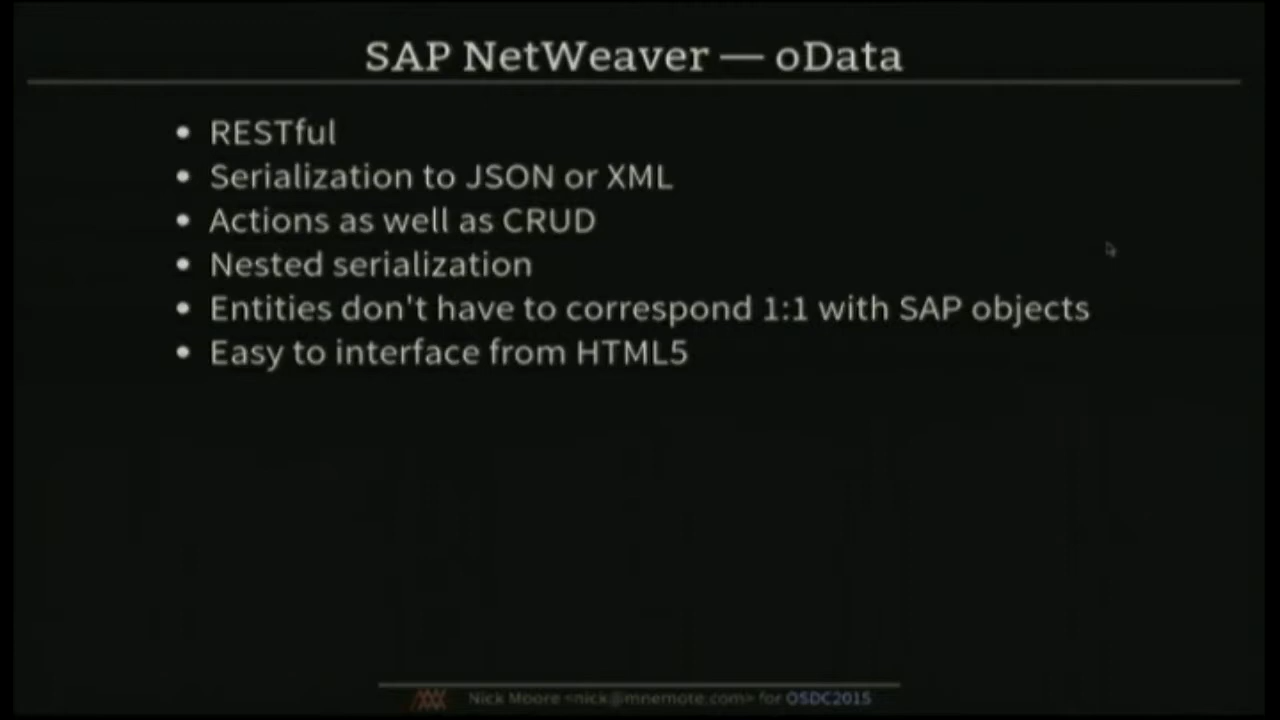 SAP NetWeaver — oData
• RESTful
• Serialization to JSON or XML
• Actions as well as CRUD
• Nested serialization
• Entities don't have to correspond 1:1 with SAP objects
• Easy to interface from HTML5
Nick Moore <nick@mnemote.com> for OSDC2015